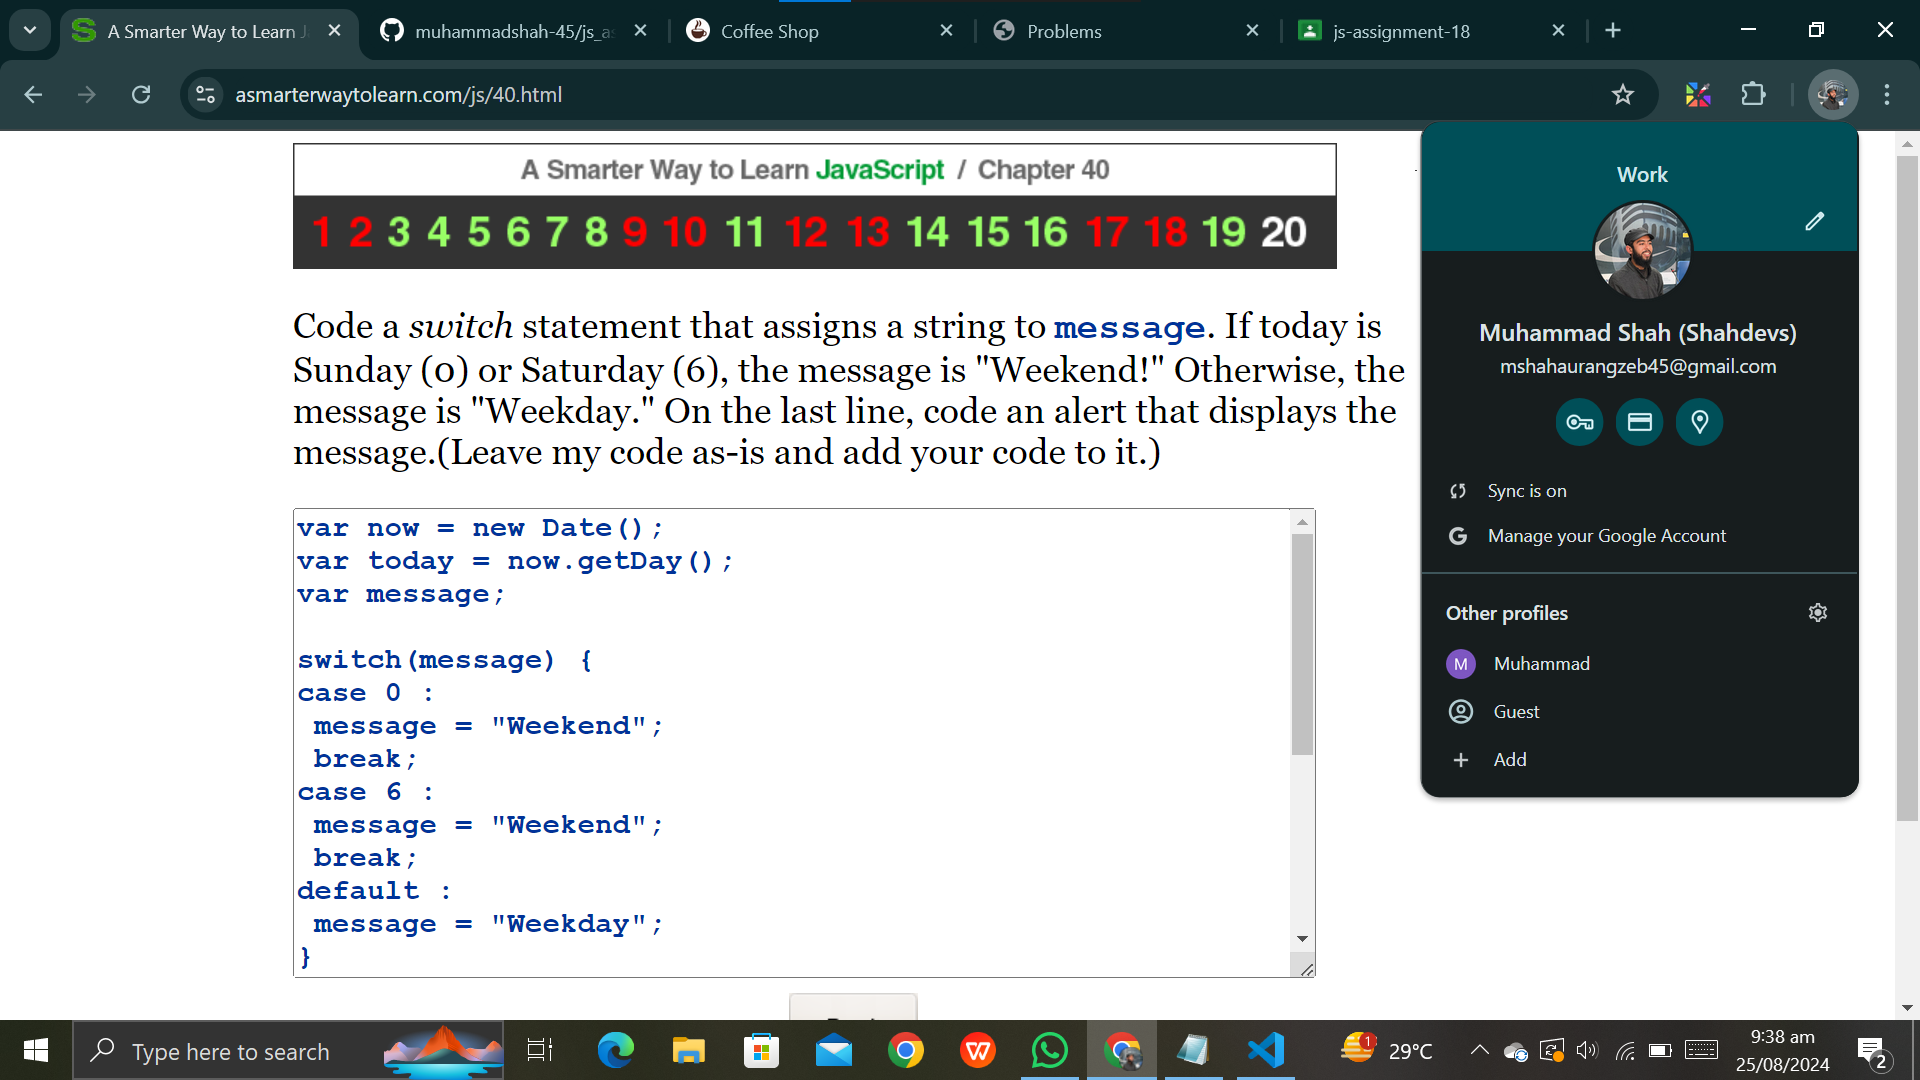 A Smarter Way to Learn J
muhammadshah-45/js_as
Coffee Shop
Problems
js-assignment-18
asmarterwaytolearn.com/js/40.html
A Smarter Way to Learn JavaScript / Chapter 40
1 2 3 4 5 6 7 8 9 10 11 12 13 14 15 16 17 18 19 20
Code a switch statement that assigns a string to message. If today is
Sunday (0) or Saturday (6), the message is "Weekend!" Otherwise, the
message is "Weekday." On the last line, code an alert that displays the
message.(Leave my code as-is and add your code to it.)
var now = new Date();
var today = now.getDay();
var message;
switch(message) {
case 0 :
message = "Weekend";
break;
case 6 :
message = "Weekend";
break;
default :
message = "Weekday";
}
Work
Muhammad Shah (Shahdevs)
mshahaurangzeb45@gmail.com
Sync is on
Manage your Google Account
Other profiles
M Muhammad
Guest
Add
Type here to search
1
29°C
9:38 am
25/08/2024
2